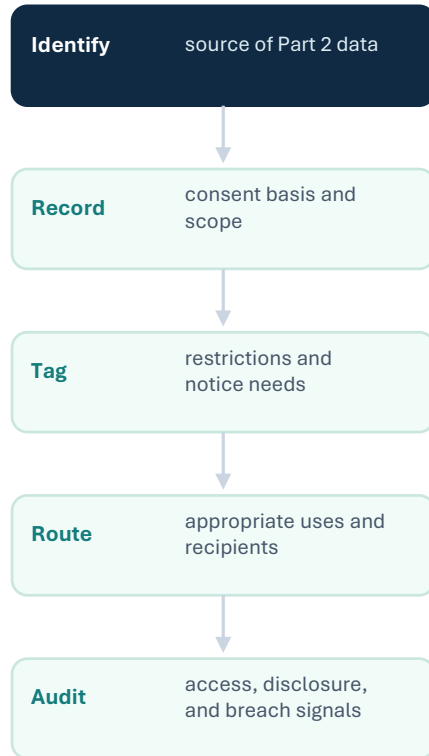 Identify
source of Part 2 data
Record
consent basis and
scope
Tag
restrictions and
notice needs
Route
appropriate uses and
recipients
Audit
access, disclosure,
and breach signals